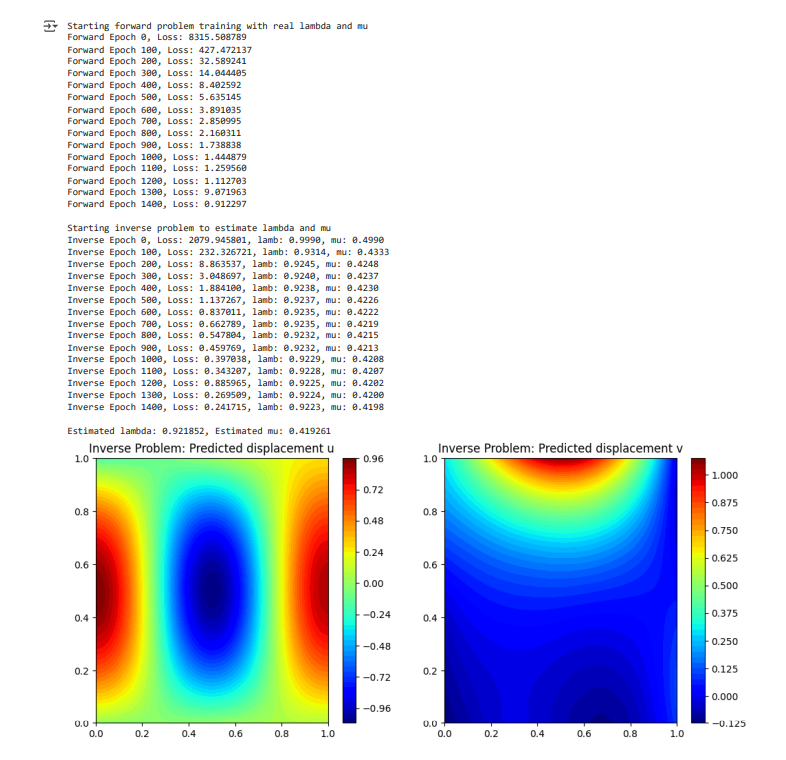 Starting forward problem training with real lambda and mu
Forward Epoch 0, Loss: 8315.508789
Forward Epoch 100, Loss: 427.472137
Forward Epoch 200, Loss: 32.589241
Forward Epoch 300, Loss: 14.044405
Forward Epoch 400, Loss: 8.402592
Forward Epoch 500, Loss: 5.635145
Forward Epoch 600, Loss: 3.891035
Forward Epoch 700, Loss: 2.850995
Forward Epoch 800, Loss: 2.160311
Forward Epoch 900, Loss: 1.738838
Forward Epoch 1000, Loss: 1.444879
Forward Epoch 1100, Loss: 1.259560
Forward Epoch 1200, Loss: 1.112703
Forward Epoch 1300, Loss: 9.071963
Forward Epoch 1400, Loss: 0.912297
Starting inverse problem to estimate lambda and mu
Inverse Epoch 0, Loss: 2079.945801, lamb: 0.9990, mu: 0.4990
Inverse Epoch 100, Loss: 232.326721, lamb: 0.9314, mu: 0.4333
Inverse Epoch 200, Loss: 8.863537, lamb: 0.9245, mu: 0.4248
Inverse Epoch 300, Loss: 3.048697, lamb: 0.9240, mu: 0.4237
Inverse Epoch 400, Loss: 1.884100, lamb: 0.9238, mu: 0.4230
Inverse Epoch 500, Loss: 1.137267, lamb: 0.9237, mu: 0.4226
Inverse Epoch 600, Loss: 0.837011, lamb: 0.9235, mu: 0.4222
Inverse Epoch 700, Loss: 0.662789, lamb: 0.9235, mu: 0.4219
Inverse Epoch 800, Loss: 0.547804, lamb: 0.9232, mu: 0.4215
Inverse Epoch 900, Loss: 0.459769, lamb: 0.9232, mu: 0.4213
Inverse Epoch 1000, Loss: 0.397038, lamb: 0.9229, mu: 0.4208
Inverse Epoch 1100, Loss: 0.343207, lamb: 0.9228, mu: 0.4207
Inverse Epoch 1200, Loss: 0.885965, lamb: 0.9225, mu: 0.4202
Inverse Epoch 1300, Loss: 0.269509, lamb: 0.9224, mu: 0.4200
Inverse Epoch 1400, Loss: 0.241715, lamb: 0.9223, mu: 0.4198
Estimated lambda: 0.921852, Estimated mu: 0.419261
Inverse Problem: Predicted displacement u
1.0
0.8
0.6
0.4
0.2
0.0
0.0 0.2 0.4 0.6 0.8 1.0
0.96
0.72
0.48
0.24
0.00
−0.24
−0.48
−0.72
−0.96
Inverse Problem: Predicted displacement v
1.0
0.8
0.6
0.4
0.2
0.0
0.0 0.2 0.4 0.6 0.8 1.0
1.000
0.875
0.750
0.625
0.500
0.375
0.250
0.125
0.000
−0.125